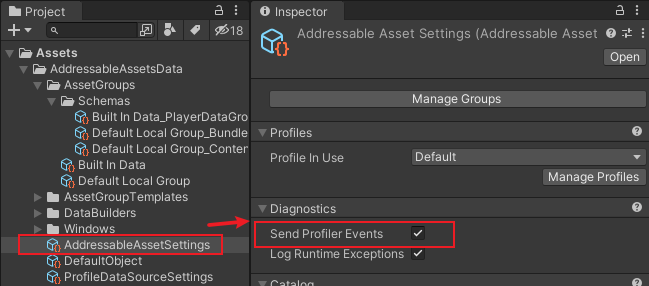 Project
18
Assets
AddressableAssetsData
AssetGroups
Schemas
Built In Data_PlayerDataGro
Default Local Group_Bundle
Default Local Group_Conter
Built In Data
Default Local Group
AssetGroupTemplates
DataBuilders
Windows
AddressableAssetSettings
DefaultObject
ProfileDataSourceSettings
Inspector
Addressable Asset Settings (Addressable Asset
Open
Manage Groups
Profiles
Profile In Use
Default
Manage Profiles
Diagnostics
Send Profiler Events
Log Runtime Exceptions
Catalog